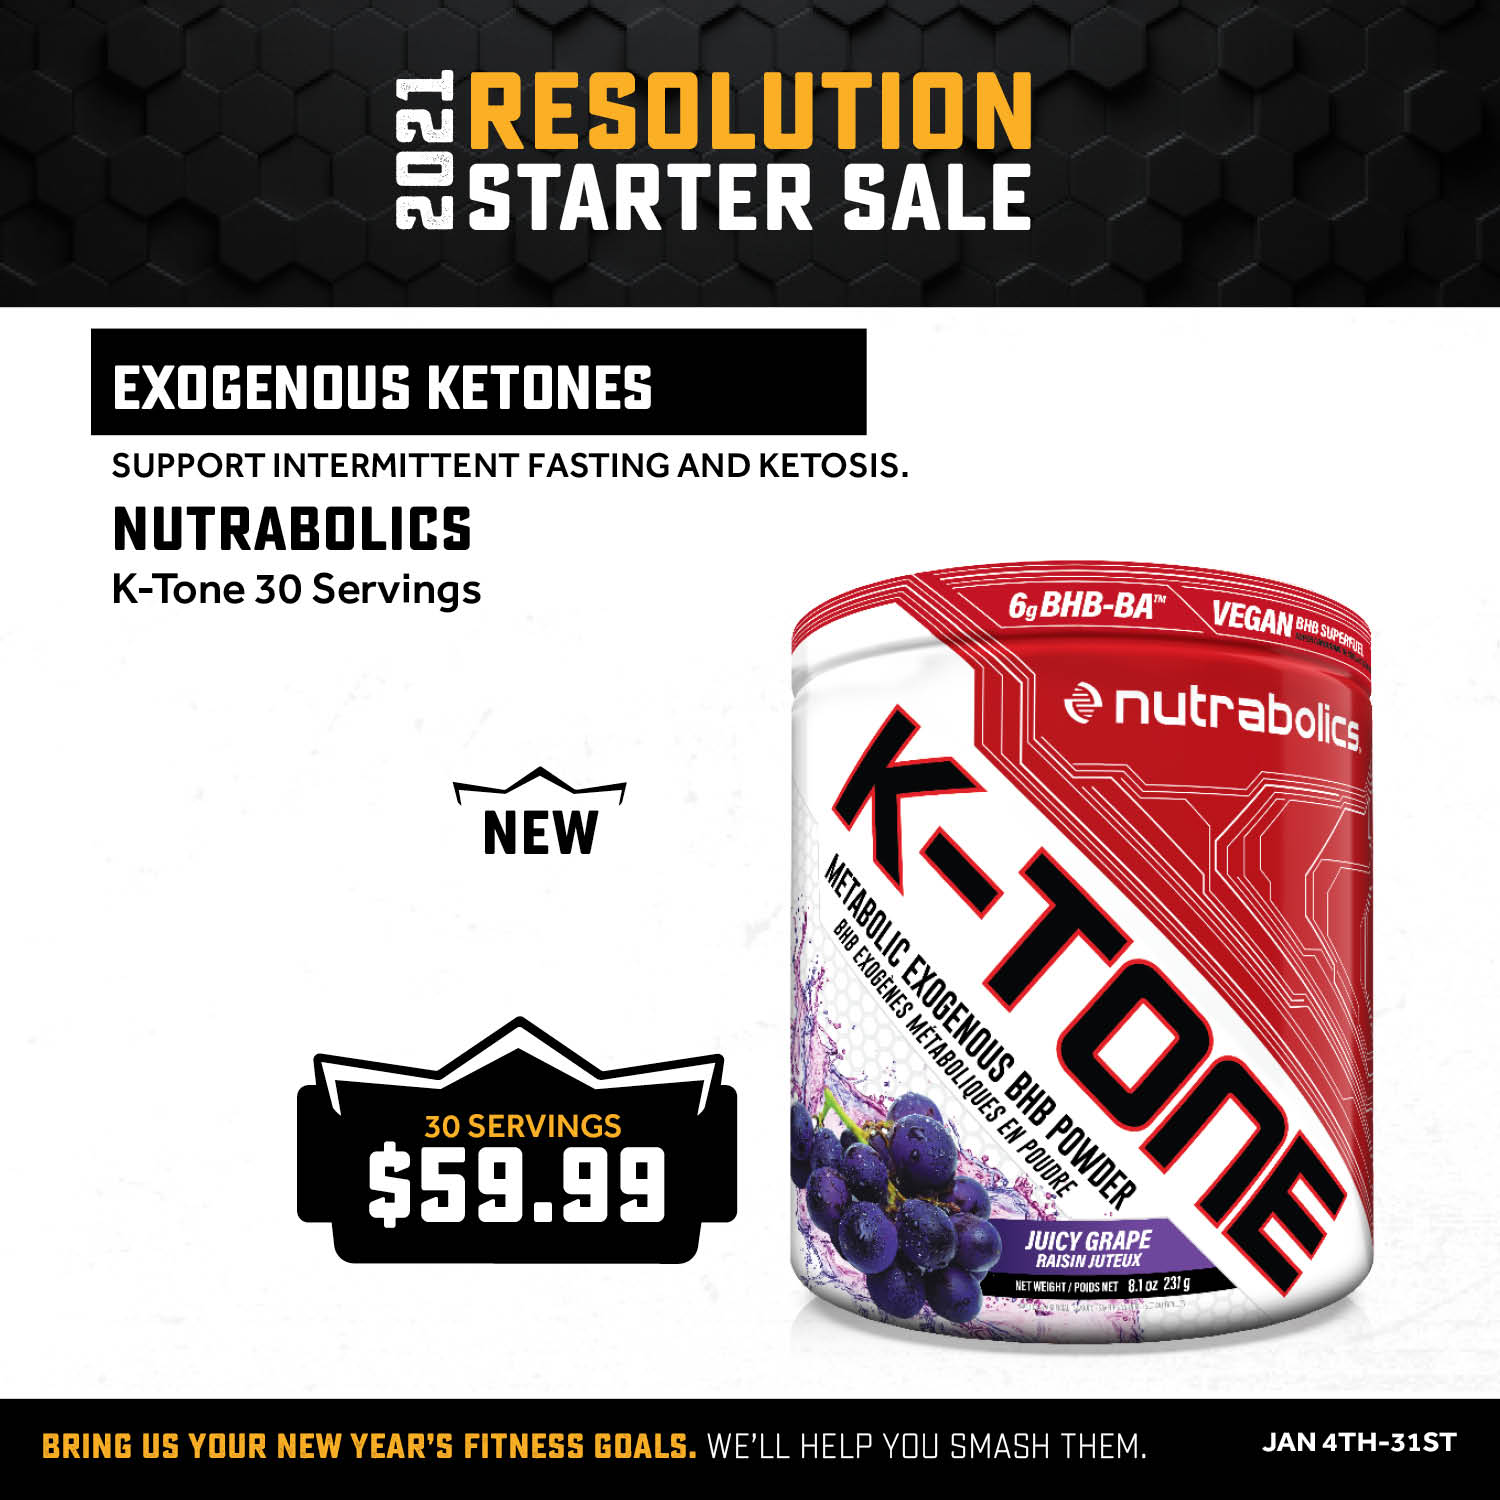 2021
RESOLUTION
STARTER SALE
EXOGENOUS KETONES
SUPPORT INTERMITTENT FASTING AND KETOSIS.
NUTRABOLICS
K-Tone 30 Servings
NEW
30 SERVINGS
$59.99
6g BHB-BA™
VEGAN BHB SUPERFUEL
nutrabolics
K-TONE
METABOLIC EXOGENOUS BHB POWDER
BHB EXOGÈNES MÉTABOLIQUES EN POUDRE
JUICY GRAPE
RAISIN JUTEUX
NET WEIGHT / POIDS NET 8.1 oz 231 g
BRING US YOUR NEW YEAR'S FITNESS GOALS. WE'LL HELP YOU SMASH THEM.
JAN 4TH-31ST